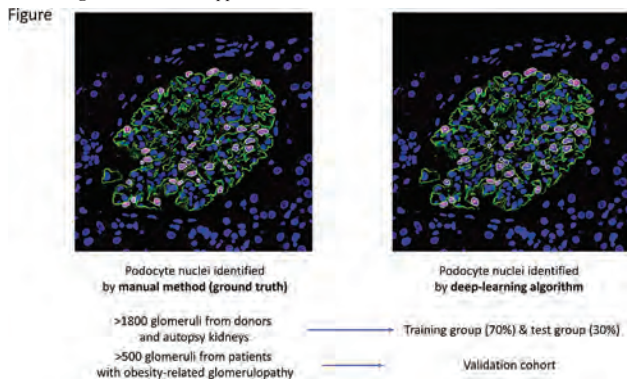 Figure
Podocyte nuclei identified
by manual method (ground truth)
Podocyte nuclei identified
by deep-learning algorithm
>1800 glomeruli from donors
and autopsy kidneys
Training group (70%) & test group (30%)
>500 glomeruli from patients
with obesity-related glomerulopathy
Validation cohort